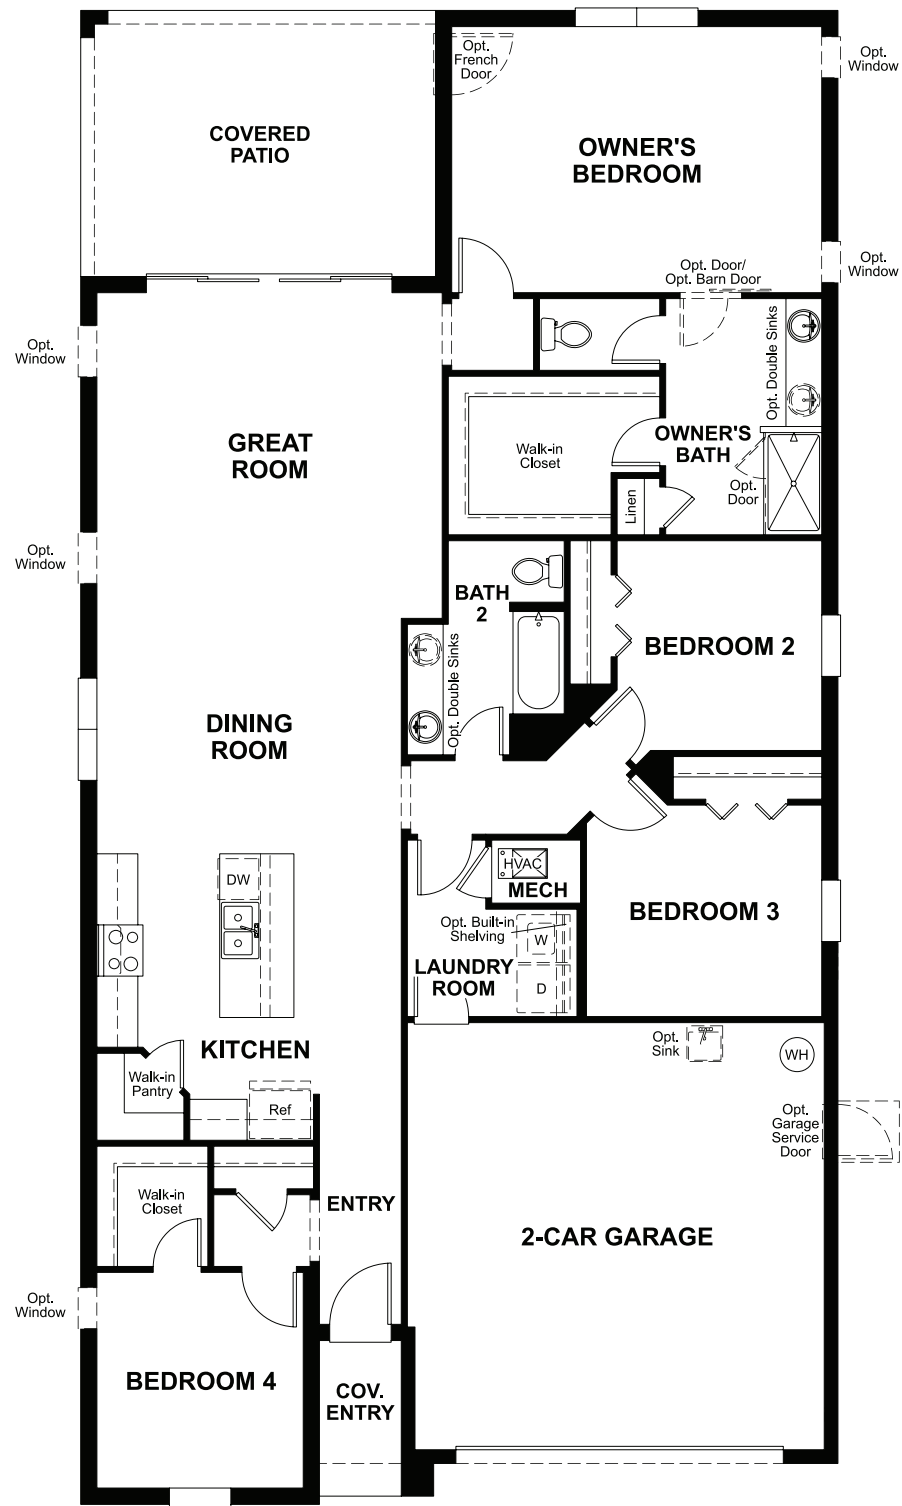 Opt.
French
Door
Opt.
Window
COVERED
PATIO
OWNER'S
BEDROOM
Opt.
Window
Opt. Door/
Opt. Barn Door
Opt.
Window
Opt. Double Sinks
GREAT
ROOM
Walk-in
Closet
OWNER'S
BATH
Opt.
Door
Linen
Opt.
Window
BATH
2
BEDROOM 2
Opt. Double Sinks
DINING
ROOM
HVAC
MECH
DW
BEDROOM 3
Opt. Built-in
Shelving
W
LAUNDRY
ROOM
D
KITCHEN
Opt.
Sink
WH
Walk-in
Pantry
Ref
Opt.
Garage
Service
Door
Walk-in
Closet
ENTRY
2-CAR GARAGE
Opt.
Window
BEDROOM 4
COV.
ENTRY